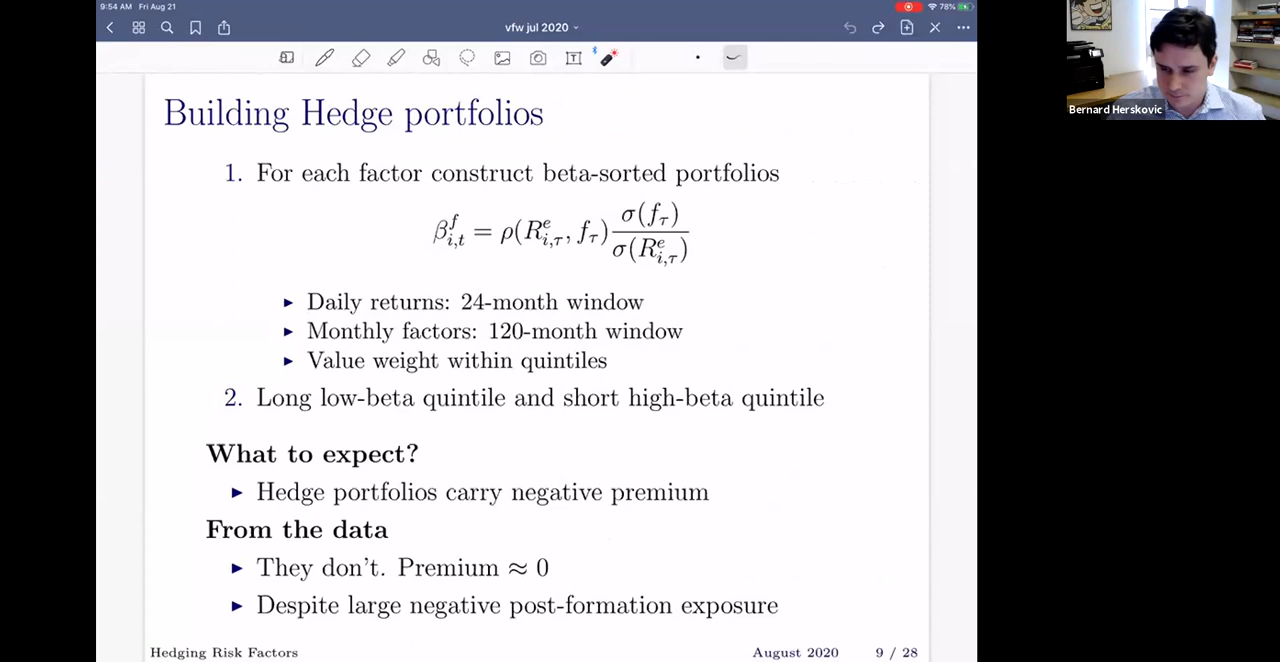 9:54 AM Fri Aug 21
78%
vfw jul 2020
Building Hedge portfolios
1. For each factor construct beta-sorted portfolios
β^f_{i,t} = ρ(R^e_{i,τ}, f_τ) σ(f_τ) / σ(R^e_{i,τ})
▶ Daily returns: 24-month window
▶ Monthly factors: 120-month window
▶ Value weight within quintiles
2. Long low-beta quintile and short high-beta quintile
What to expect?
▶ Hedge portfolios carry negative premium
From the data
▶ They don't. Premium ≈ 0
▶ Despite large negative post-formation exposure
Hedging Risk Factors August 2020 9 / 28
Bernard Herskovic